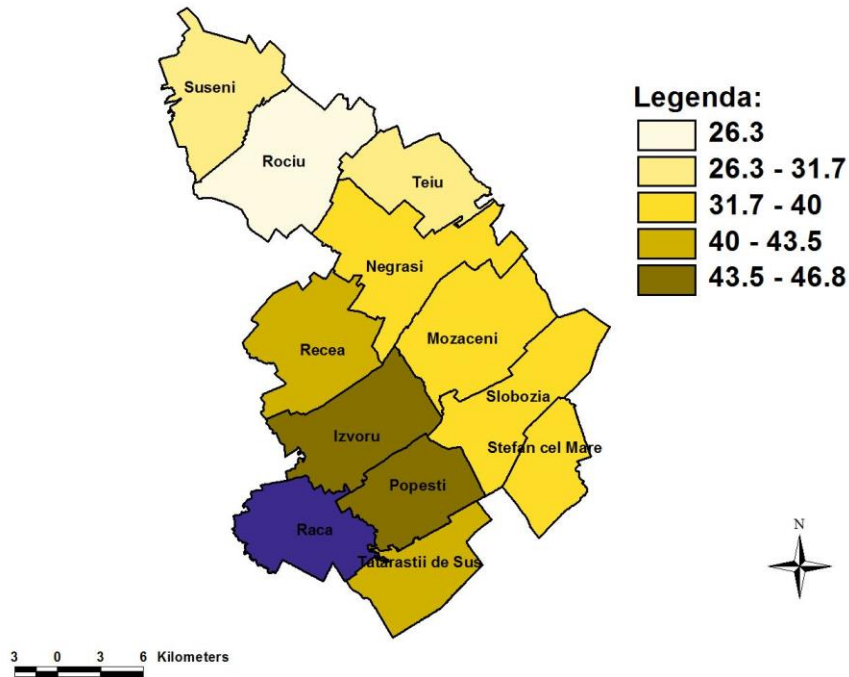 Suseni
Rociu
Teiu
Negrasi
Recea
Mozaceni
Slobozia
Izvoru
Stefan cel Mare
Popesti
Raca
Tatarastii de Sus
Legenda:
26.3
26.3 - 31.7
31.7 - 40
40 - 43.5
43.5 - 46.8
N
3 0 3 6 Kilometers